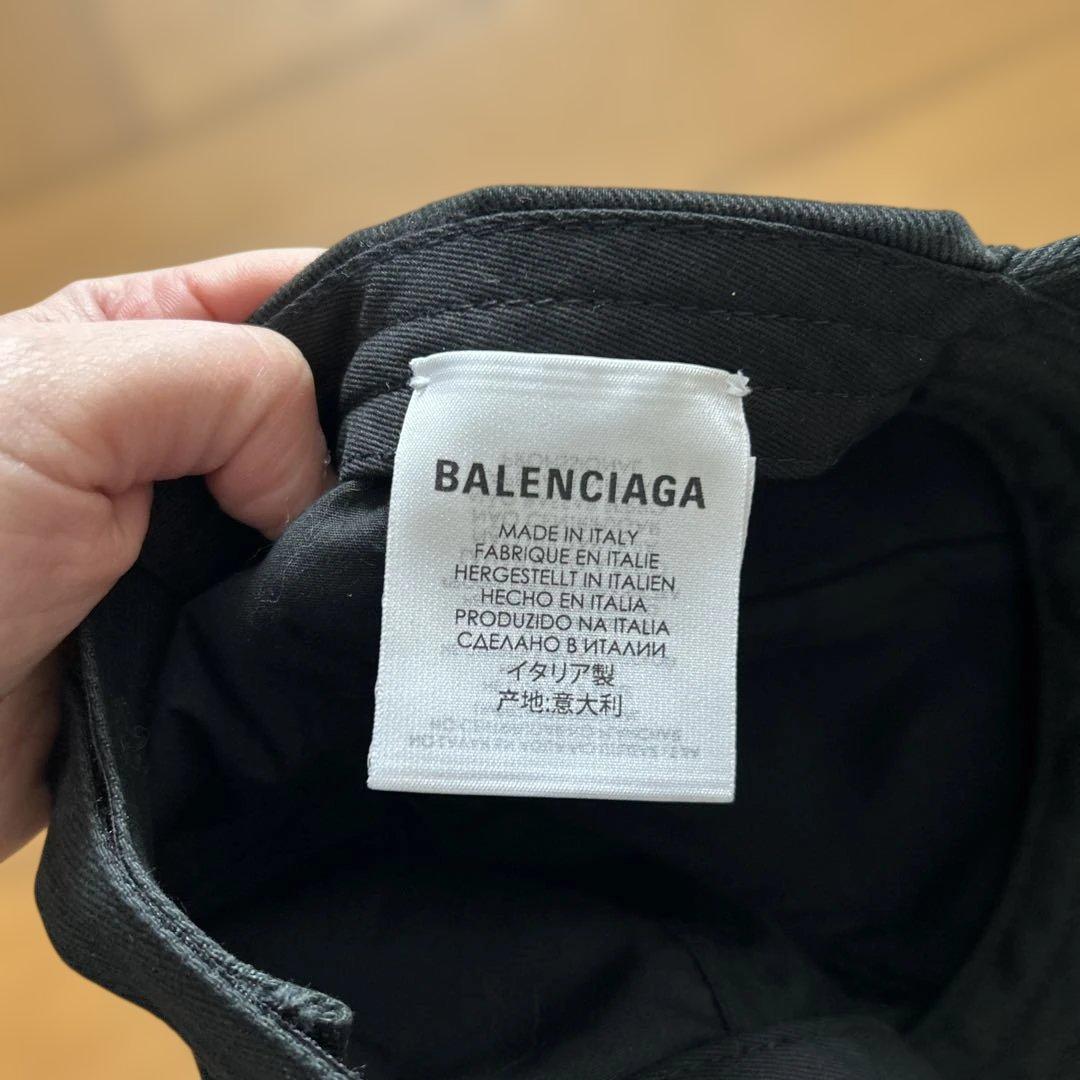 BALENCIAGA
MADE IN ITALY
FABRIQUE EN ITALIE
HERGESTELLT IN ITALIEN
HECHO EN ITALIA
PRODUZIDO NA ITALIA
СДЕЛАНО В ИТАЛИИ
イタリア製
产地:意大利